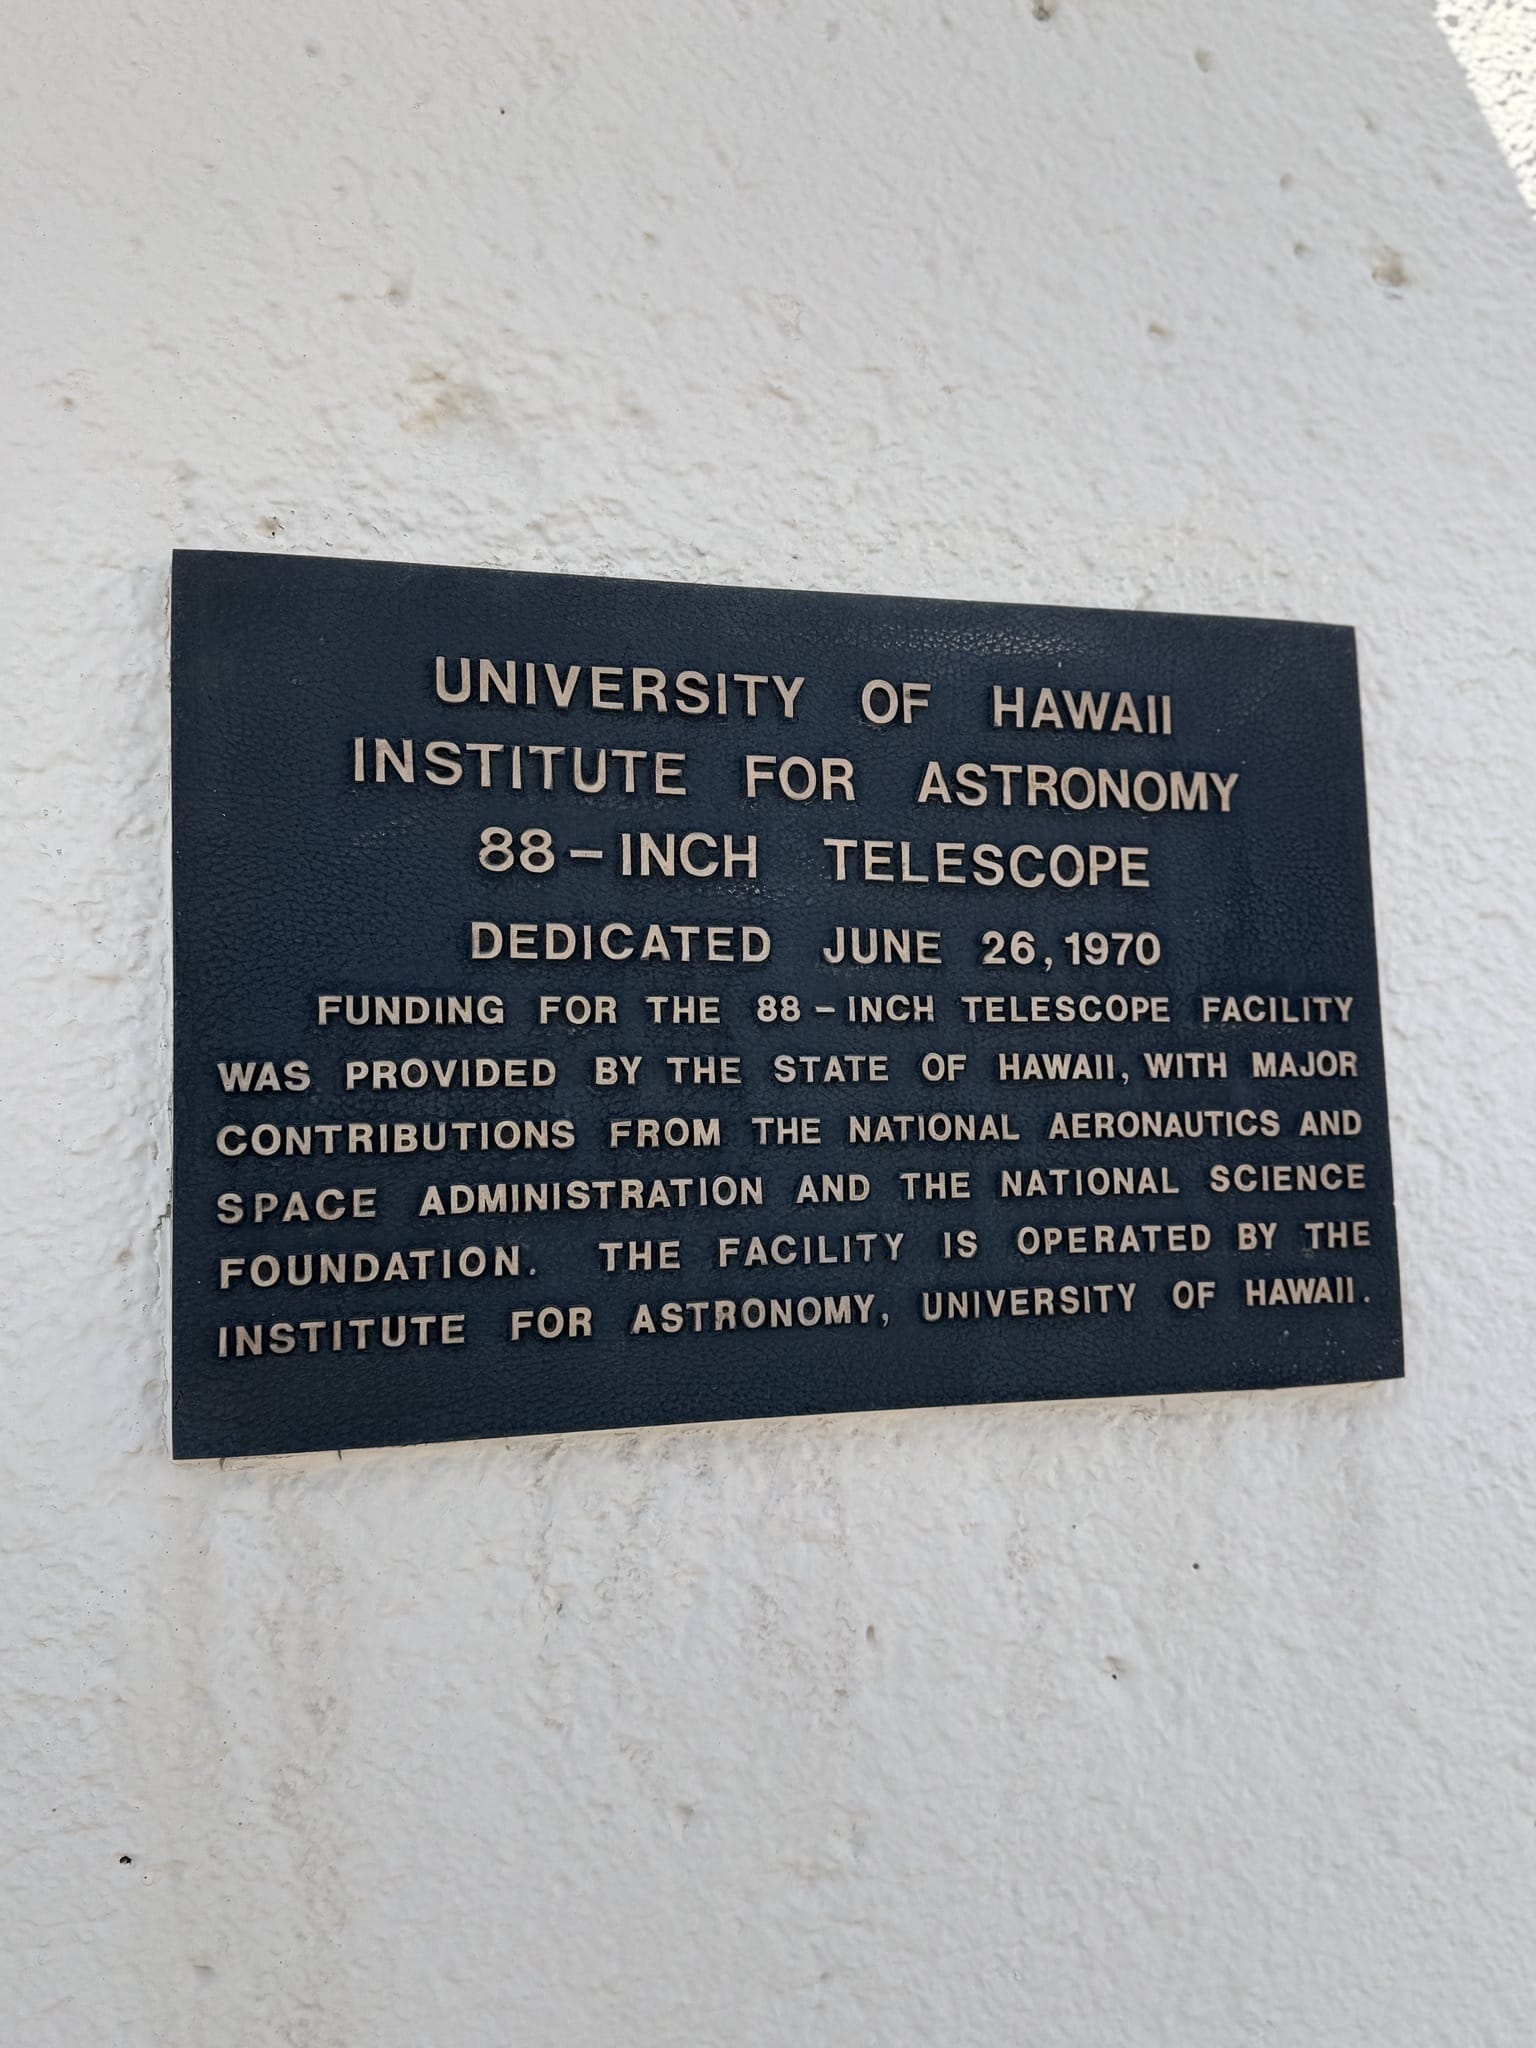 UNIVERSITY OF HAWAII
INSTITUTE FOR ASTRONOMY
88-INCH TELESCOPE
DEDICATED JUNE 26, 1970
FUNDING FOR THE 88-INCH TELESCOPE FACILITY
WAS PROVIDED BY THE STATE OF HAWAII, WITH MAJOR
CONTRIBUTIONS FROM THE NATIONAL AERONAUTICS AND
SPACE ADMINISTRATION AND THE NATIONAL SCIENCE
FOUNDATION. THE FACILITY IS OPERATED BY THE
INSTITUTE FOR ASTRONOMY, UNIVERSITY OF HAWAII.